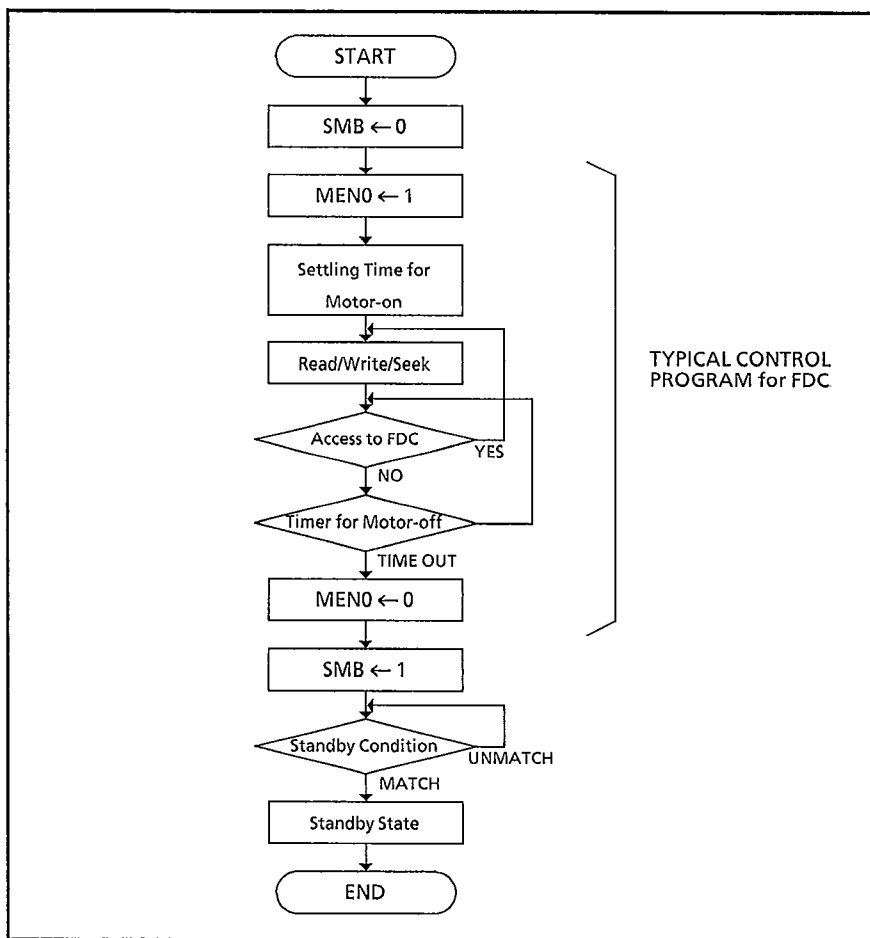 START
SMB ← 0
MEN0 ← 1
Settling Time for
Motor-on
Read/Write/Seek
TYPICAL CONTROL
PROGRAM for FDC
Access to FDC
YES
NO
Timer for Motor-off
TIME OUT
MEN0 ← 0
SMB ← 1
Standby Condition
UNMATCH
MATCH
Standby State
END